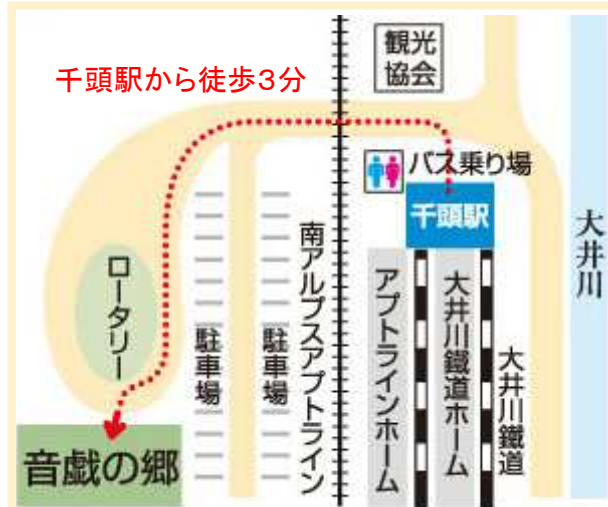 千頭駅から徒歩3分
観光
協会
バス乗り場
千頭駅
大井川
南アルプスアプトライン
アプトラインホーム
大井川鐵道ホーム
大井川鐵道
ロータリー
駐車場
駐車場
音戯の郷